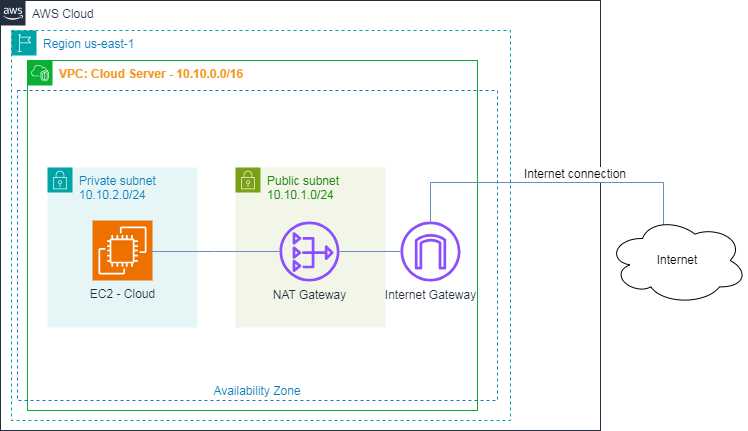 aws
AWS Cloud
Region us-east-1
VPC: Cloud Server - 10.10.0.0/16
Private subnet
10.10.2.0/24
Public subnet
10.10.1.0/24
Internet connection
Internet
EC2 - Cloud
NAT Gateway
Internet Gateway
Availability Zone